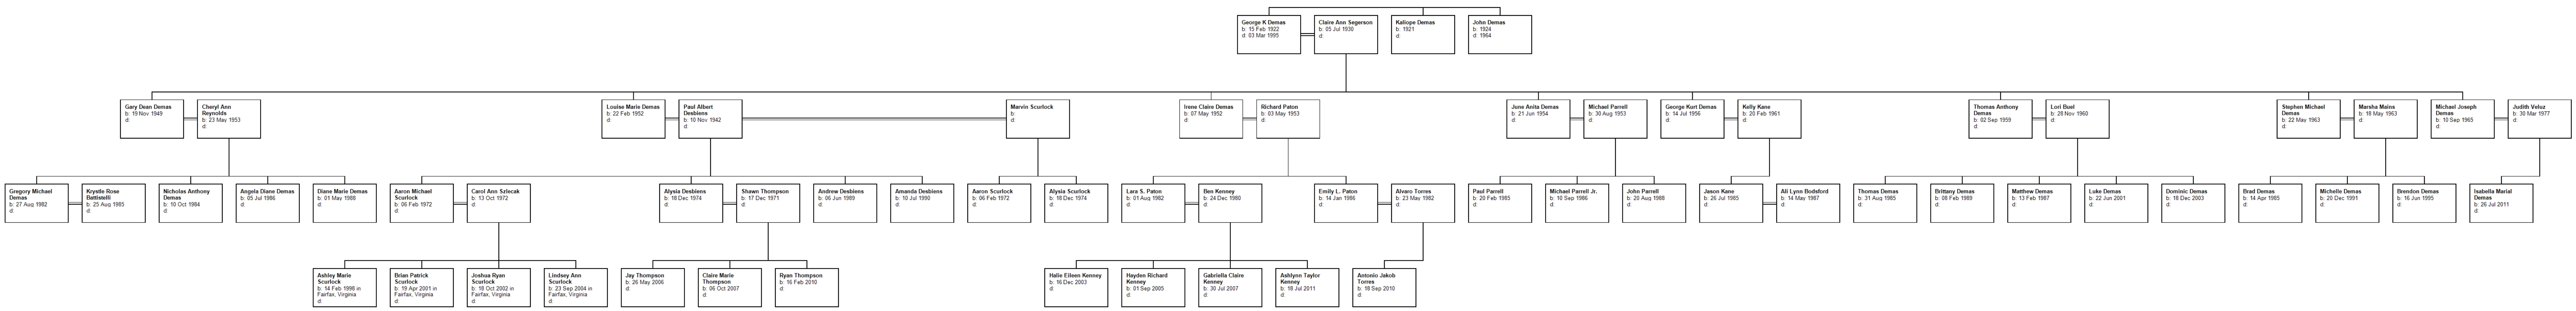 George K Demas
b: 15 Feb 1922
d: 03 Mar 1995
Claire Ann Segerson
b: 05 Jul 1930
d:
Kaliope Demas
b: 1921
d:
John Demas
b: 1924
d: 1964
Gary Dean Demas
b: 19 Nov 1949
d:
Cheryl Ann
Reynolds
b: 23 May 1953
d:
Louise Marie Demas
b: 22 Feb 1952
d:
Paul Albert
Desbiens
b: 10 Nov 1942
d:
Marvin Scurlock
b:
d:
Irene Claire Demas
b: 07 May 1952
d:
Richard Paton
b: 03 May 1953
d:
June Anita Demas
b: 21 Jun 1954
d:
Michael Parrell
b: 30 Aug 1953
d:
George Kurt Demas
b: 14 Jul 1956
d:
Kelly Kane
b: 20 Feb 1961
d:
Thomas Anthony
Demas
b: 02 Sep 1959
d:
Lori Buel
b: 28 Nov 1960
d:
Stephen Michael
Demas
b: 22 May 1963
d:
Marsha Mains
b: 18 May 1963
d:
Michael Joseph
Demas
b: 10 Sep 1965
d:
Judith Veluz
b: 30 Mar 1977
d:
Gregory Michael
Demas
b: 27 Aug 1982
d:
Krystle Rose
Battistelli
b: 25 Aug 1985
d:
Nicholas Anthony
Demas
b: 10 Oct 1984
d:
Angela Diane Demas
b: 05 Jul 1986
d:
Diane Marie Demas
b: 01 May 1988
d:
Aaron Michael
Scurlock
b: 06 Feb 1972
d:
Carol Ann Szlecak
b: 13 Oct 1972
d:
Alysia Desbiens
b: 18 Dec 1974
d:
Shawn Thompson
b: 17 Dec 1971
d:
Andrew Desbiens
b: 06 Jun 1989
d:
Amanda Desbiens
b: 10 Jul 1990
d:
Aaron Scurlock
b: 06 Feb 1972
d:
Alysia Scurlock
b: 18 Dec 1974
d:
Lara S. Paton
b: 01 Aug 1982
d:
Ben Kenney
b: 24 Dec 1980
d:
Emily L. Paton
b: 14 Jan 1986
d:
Alvaro Torres
b: 23 May 1982
d:
Paul Parrell
b: 20 Feb 1985
d:
Michael Parrell Jr.
b: 10 Sep 1986
d:
John Parrell
b: 20 Aug 1988
d:
Jason Kane
b: 26 Jul 1985
d:
Ali Lynn Bodsford
b: 14 May 1987
d:
Thomas Demas
b: 31 Aug 1985
d:
Brittany Demas
b: 08 Feb 1989
d:
Matthew Demas
b: 13 Feb 1987
d:
Luke Demas
b: 22 Jun 2001
d:
Dominic Demas
b: 18 Dec 2003
d:
Brad Demas
b: 14 Apr 1985
d:
Michelle Demas
b: 20 Dec 1991
d:
Brendon Demas
b: 16 Jun 1995
d:
Isabella Marial
Demas
b: 26 Jul 2011
d:
Ashley Marie
Scurlock
b: 14 Feb 1998 in
Fairfax, Virginia
d:
Brian Patrick
Scurlock
b: 19 Apr 2001 in
Fairfax, Virginia
d:
Joshua Ryan
Scurlock
b: 18 Oct 2002 in
Fairfax, Virginia
d:
Lindsey Ann
Scurlock
b: 23 Sep 2004 in
Fairfax, Virginia
d:
Jay Thompson
b: 26 May 2006
d:
Claire Marie
Thompson
b: 06 Oct 2007
d:
Ryan Thompson
b: 16 Feb 2010
d:
Halie Eileen Kenney
b: 16 Dec 2003
d:
Hayden Richard
Kenney
b: 01 Sep 2005
d:
Gabriella Claire
Kenney
b: 30 Jul 2007
d:
Ashlynn Taylor
Kenney
b: 18 Jul 2011
d:
Antonio Jakob
Torres
b: 18 Sep 2010
d: